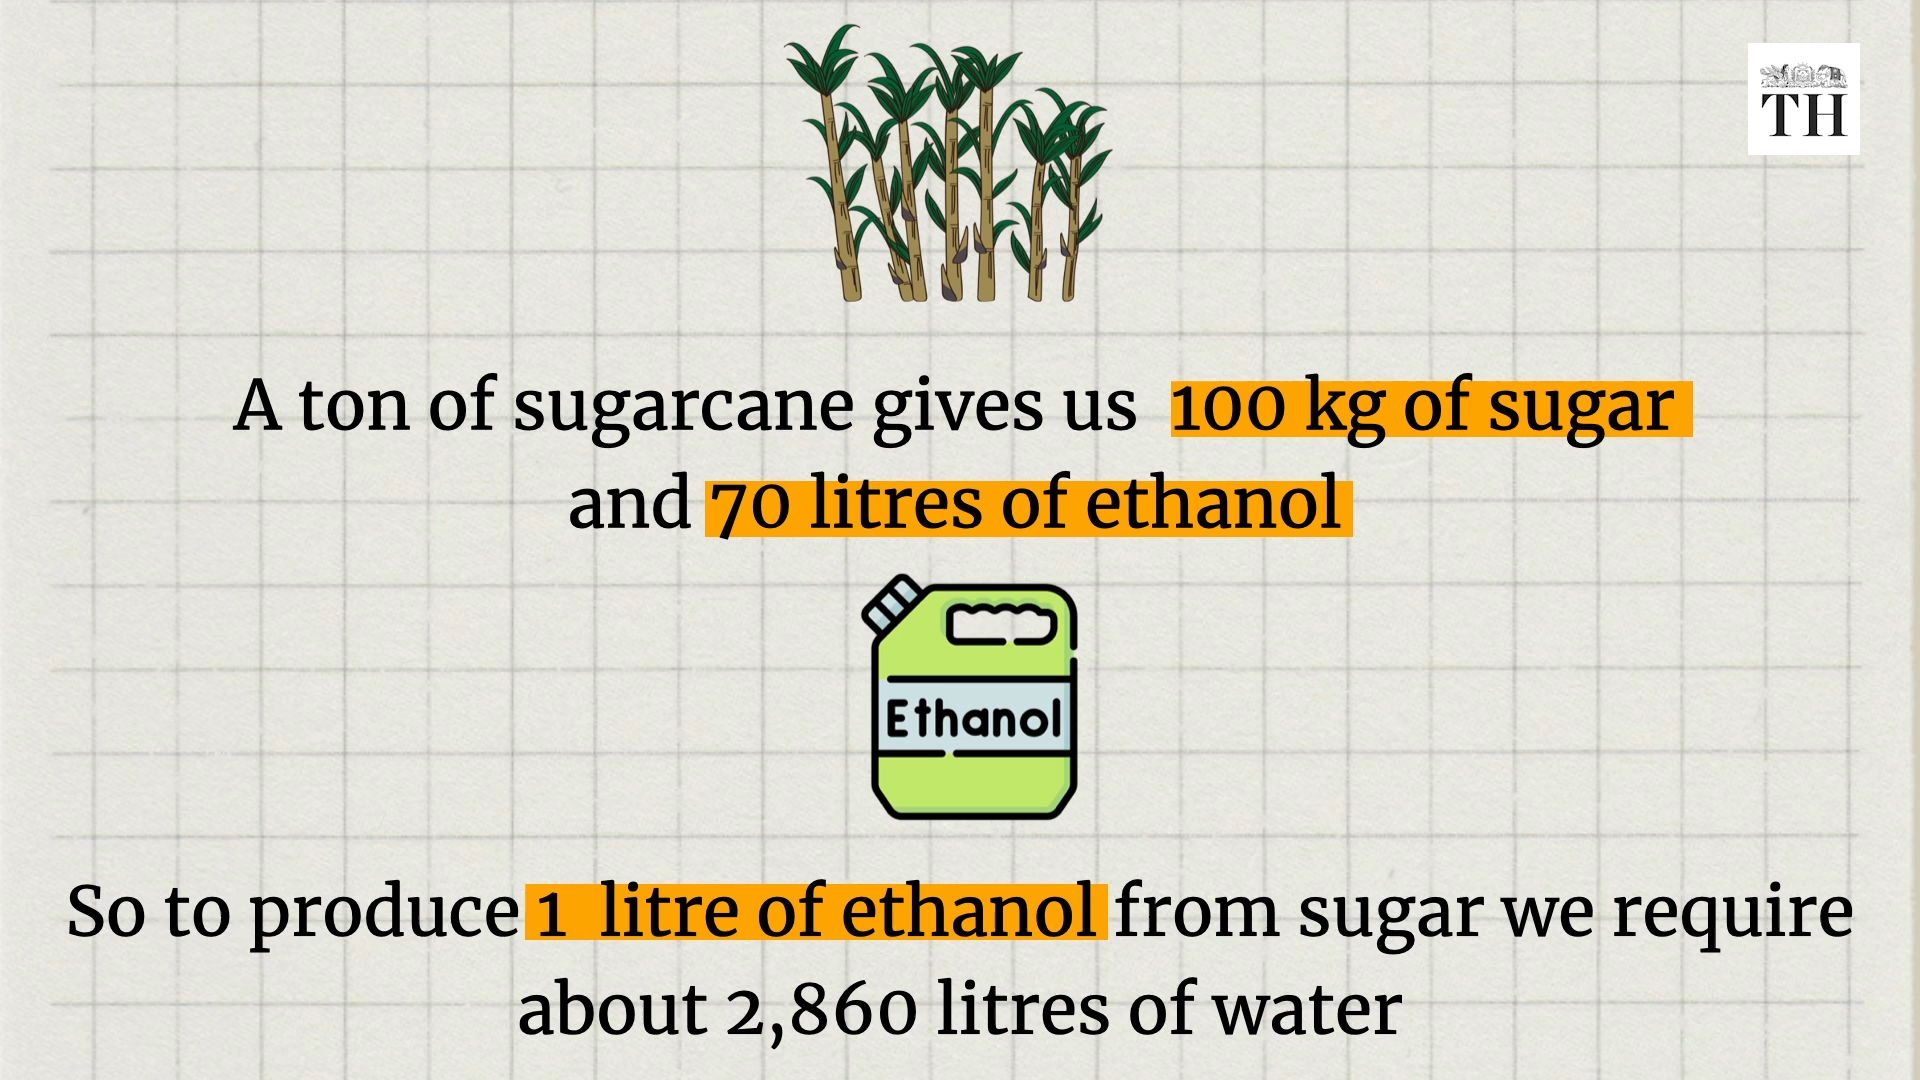 TH
A ton of sugarcane gives us 100 kg of sugar
and 70 litres of ethanol
Ethanol
So to produce 1 litre of ethanol from sugar we require
about 2,860 litres of water